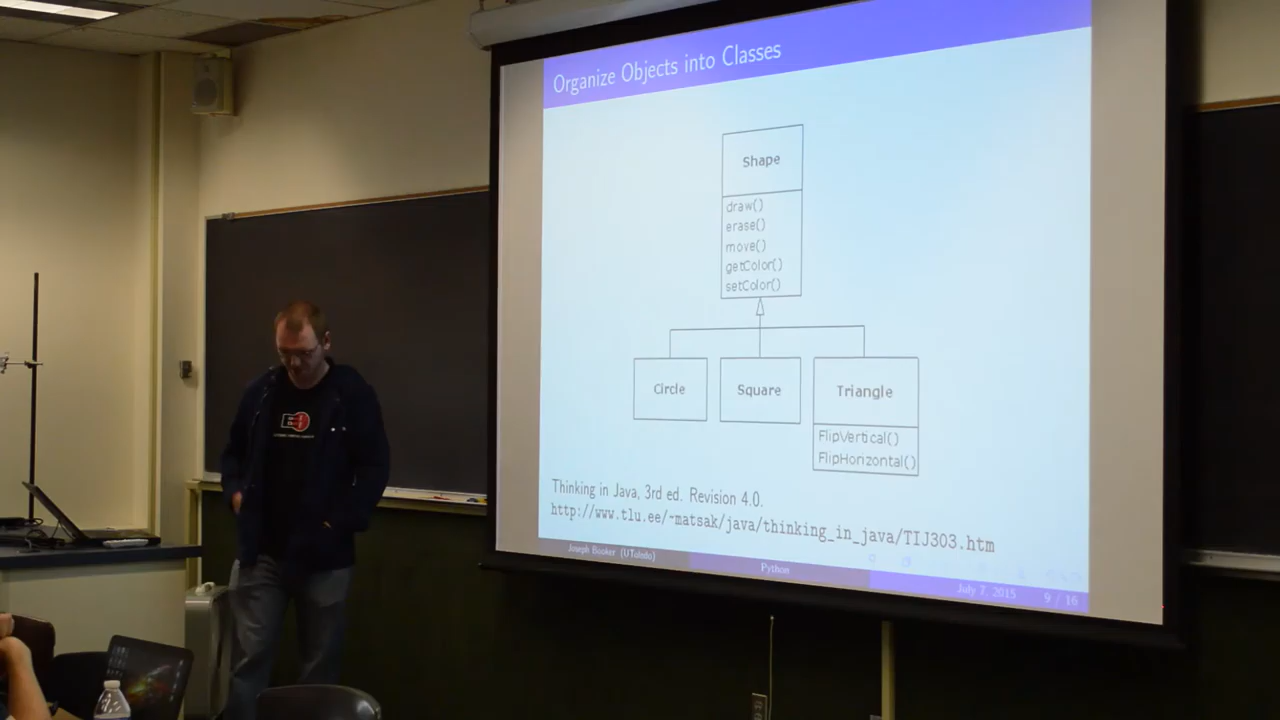 Organize Objects into Classes
Shape
draw()
erase()
move()
getColor()
setColor()
Circle
Square
Triangle
FlipVertical()
FlipHorizontal()
Thinking in Java, 3rd ed. Revision 4.0.
http://www.tlu.ee/~matsak/java/thinking_in_java/TIJ303.htm
Joseph Booker (UToledo)
Python
July 7, 2015
9 / 16